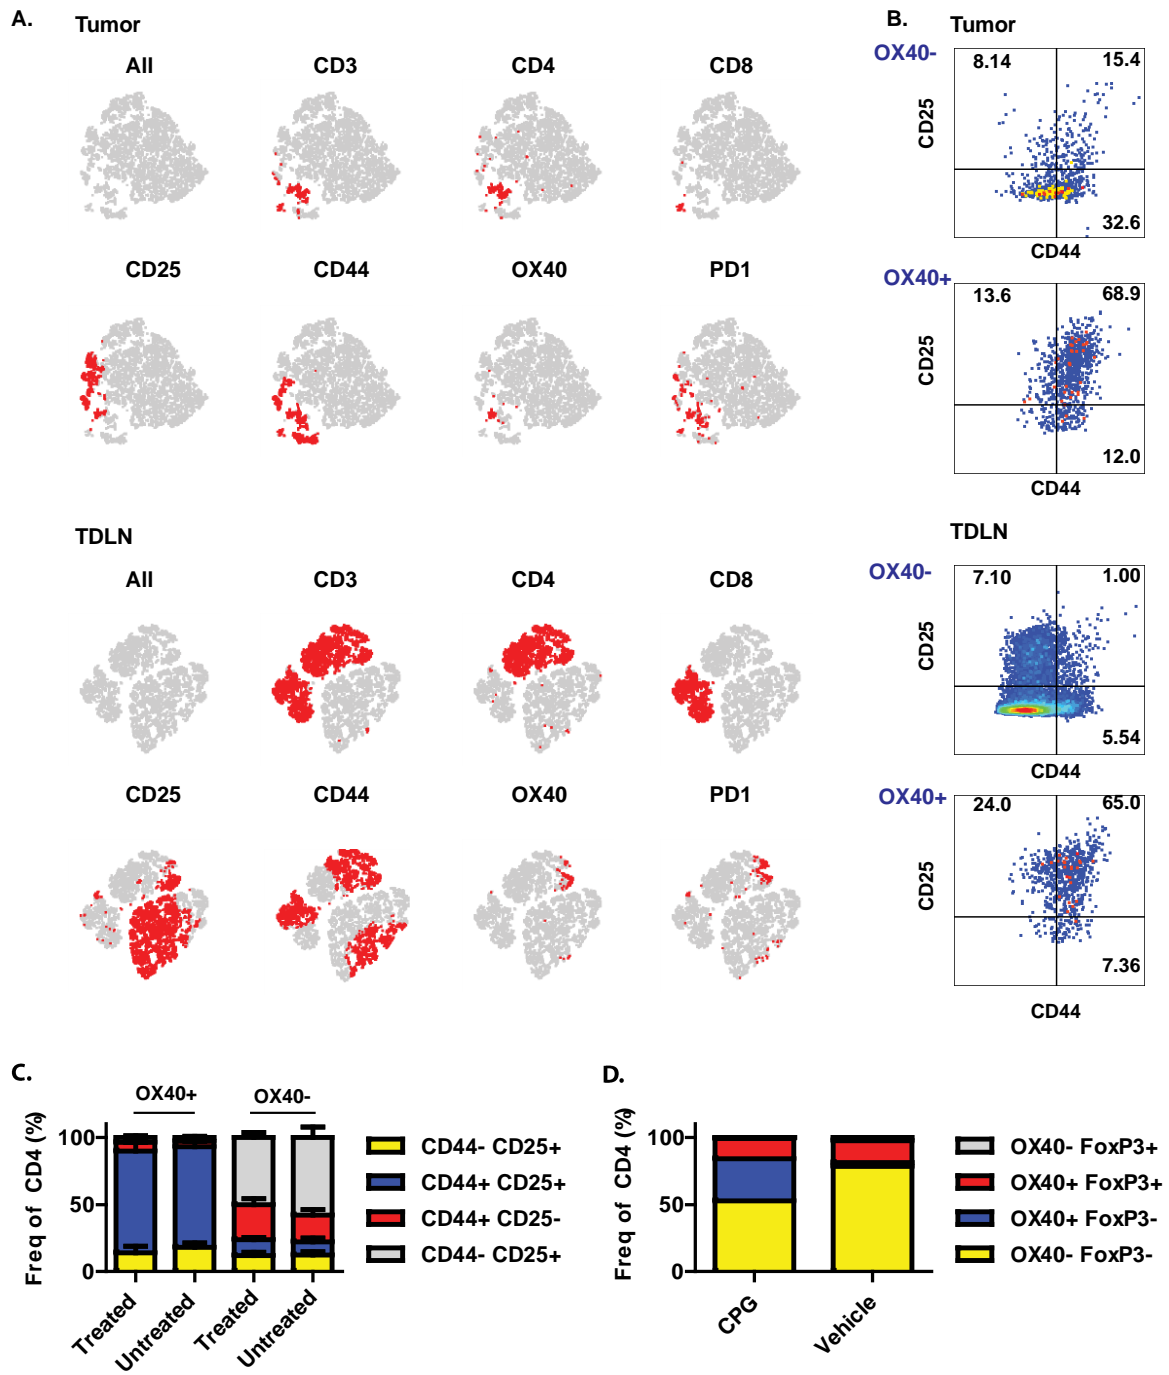 A.
Tumor
All CD3 CD4 CD8
CD25 CD44 OX40 PD1
TDLN
All CD3 CD4 CD8
CD25 CD44 OX40 PD1
B.
Tumor
OX40-
8.14 15.4
CD25
32.6
CD44
OX40+
13.6 68.9
CD25
12.0
CD44
TDLN
OX40-
7.10 1.00
CD25
5.54
CD44
OX40+
24.0 65.0
CD25
7.36
CD44
C.
OX40+ OX40-
Freq of CD4 (%)
100
50
0
Treated
Untreated
Treated
Untreated
CD44- CD25+
CD44+ CD25+
CD44+ CD25-
CD44- CD25+
D.
Freq of CD4 (%)
100
50
0
CPG
Vehicle
OX40- FoxP3+
OX40+ FoxP3+
OX40+ FoxP3-
OX40- FoxP3-